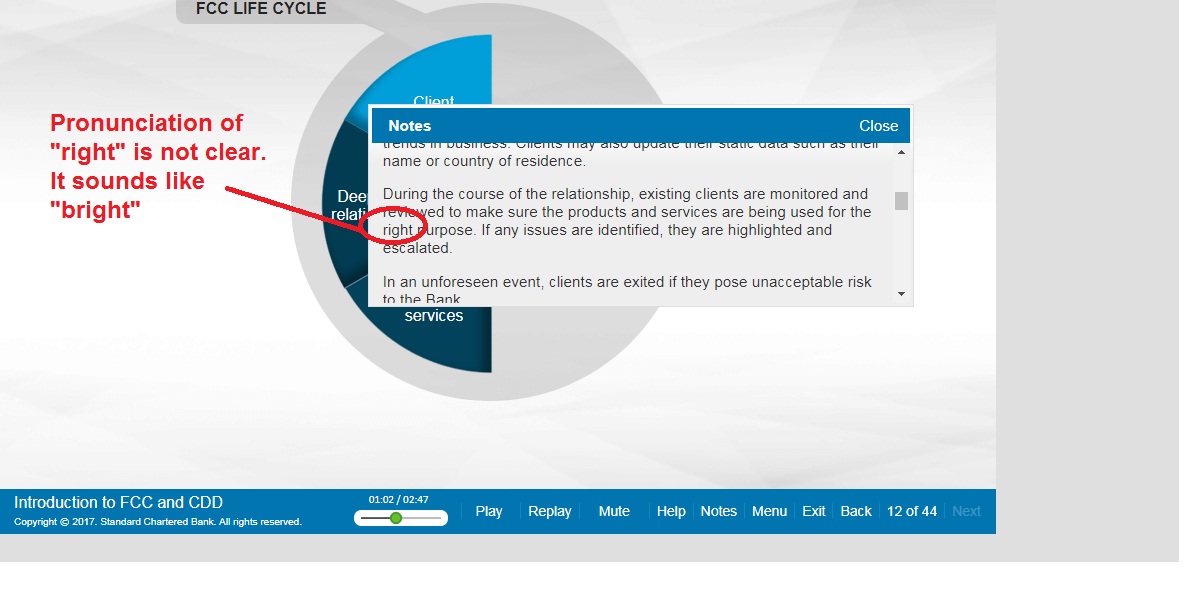 FCC LIFE CYCLE
Pronunciation of
"right" is not clear.
It sounds like
"bright"
Client
relati
services
Notes
Close
trends in business. Clients may also update their static data such as their
name or country of residence.
During the course of the relationship, existing clients are monitored and
reviewed to make sure the products and services are being used for the
right purpose. If any issues are identified, they are highlighted and
escalated.
In an unforeseen event, clients are exited if they pose unacceptable risk
to the Bank
Introduction to FCC and CDD
Copyright © 2017. Standard Chartered Bank. All rights reserved.
01:02 / 02:47
Play
Replay
Mute
Help
Notes
Menu
Exit
Back
12 of 44
Next